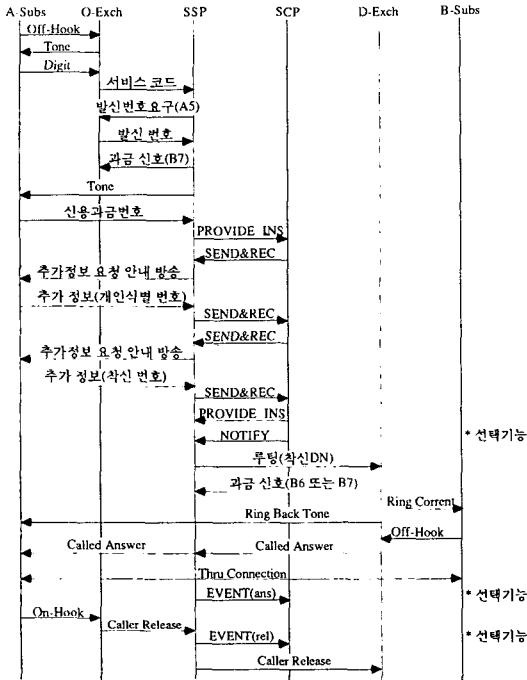 A-Subs O-Exch SSP SCP D-Exch B-Subs
Off-Hook
Tone
Digit
서비스 코드
발신번호요구(A5)
발신 번호
과금 신호(B7)
Tone
신용과금번호
PROVIDE_INS
SEND&REC
추가정보 요청 안내 방송
추가 정보(개인식별 번호)
SEND&REC
SEND&REC
추가정보 요청 안내 방송
추가 정보(착신 번호)
SEND&REC
PROVIDE_INS
NOTIFY * 선택기능
루팅(착신DN)
과금 신호(B6 또는 B7)
Ring Corrent
Ring Back Tone
Off-Hook
Called Answer Called Answer
Thru Connection
EVENT(ans) * 선택기능
On-Hook
Caller Release
EVENT(rel) * 선택기능
Caller Release